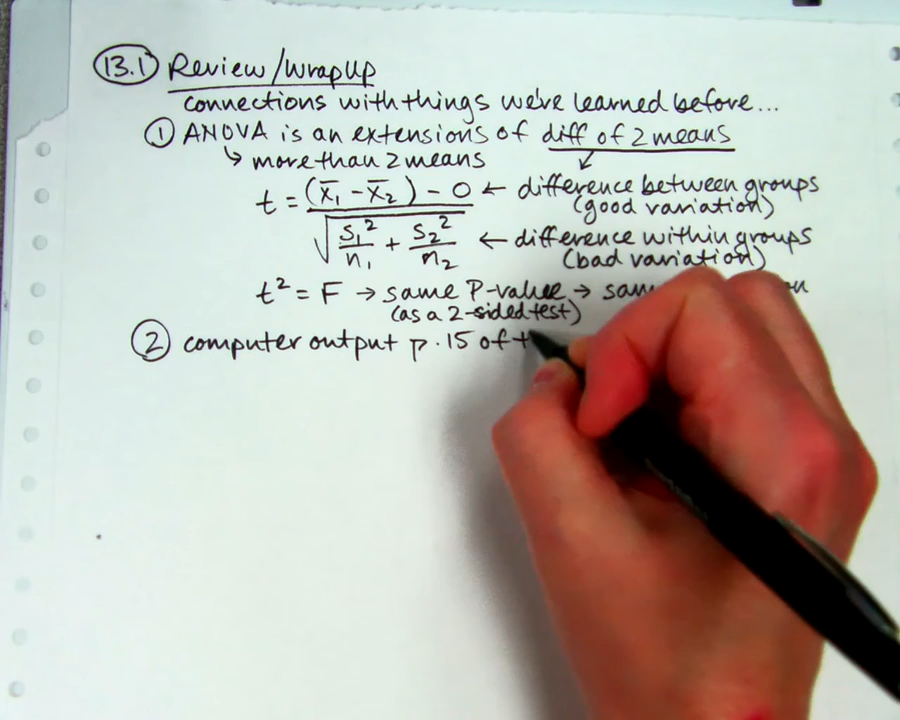 13.1 Review/WrapUp
connections with things we've learned before...
① ANOVA is an extensions of diff of 2 means
↳ more than 2 means
t = (x̄₁ - x̄₂) - 0 ← difference between groups
(good variation)
√(s₁²/n₁ + s₂²/n₂) ← difference within groups
(bad variation)
t² = F → same P-value →
(as a 2-sided test)
② computer output p. 15 of